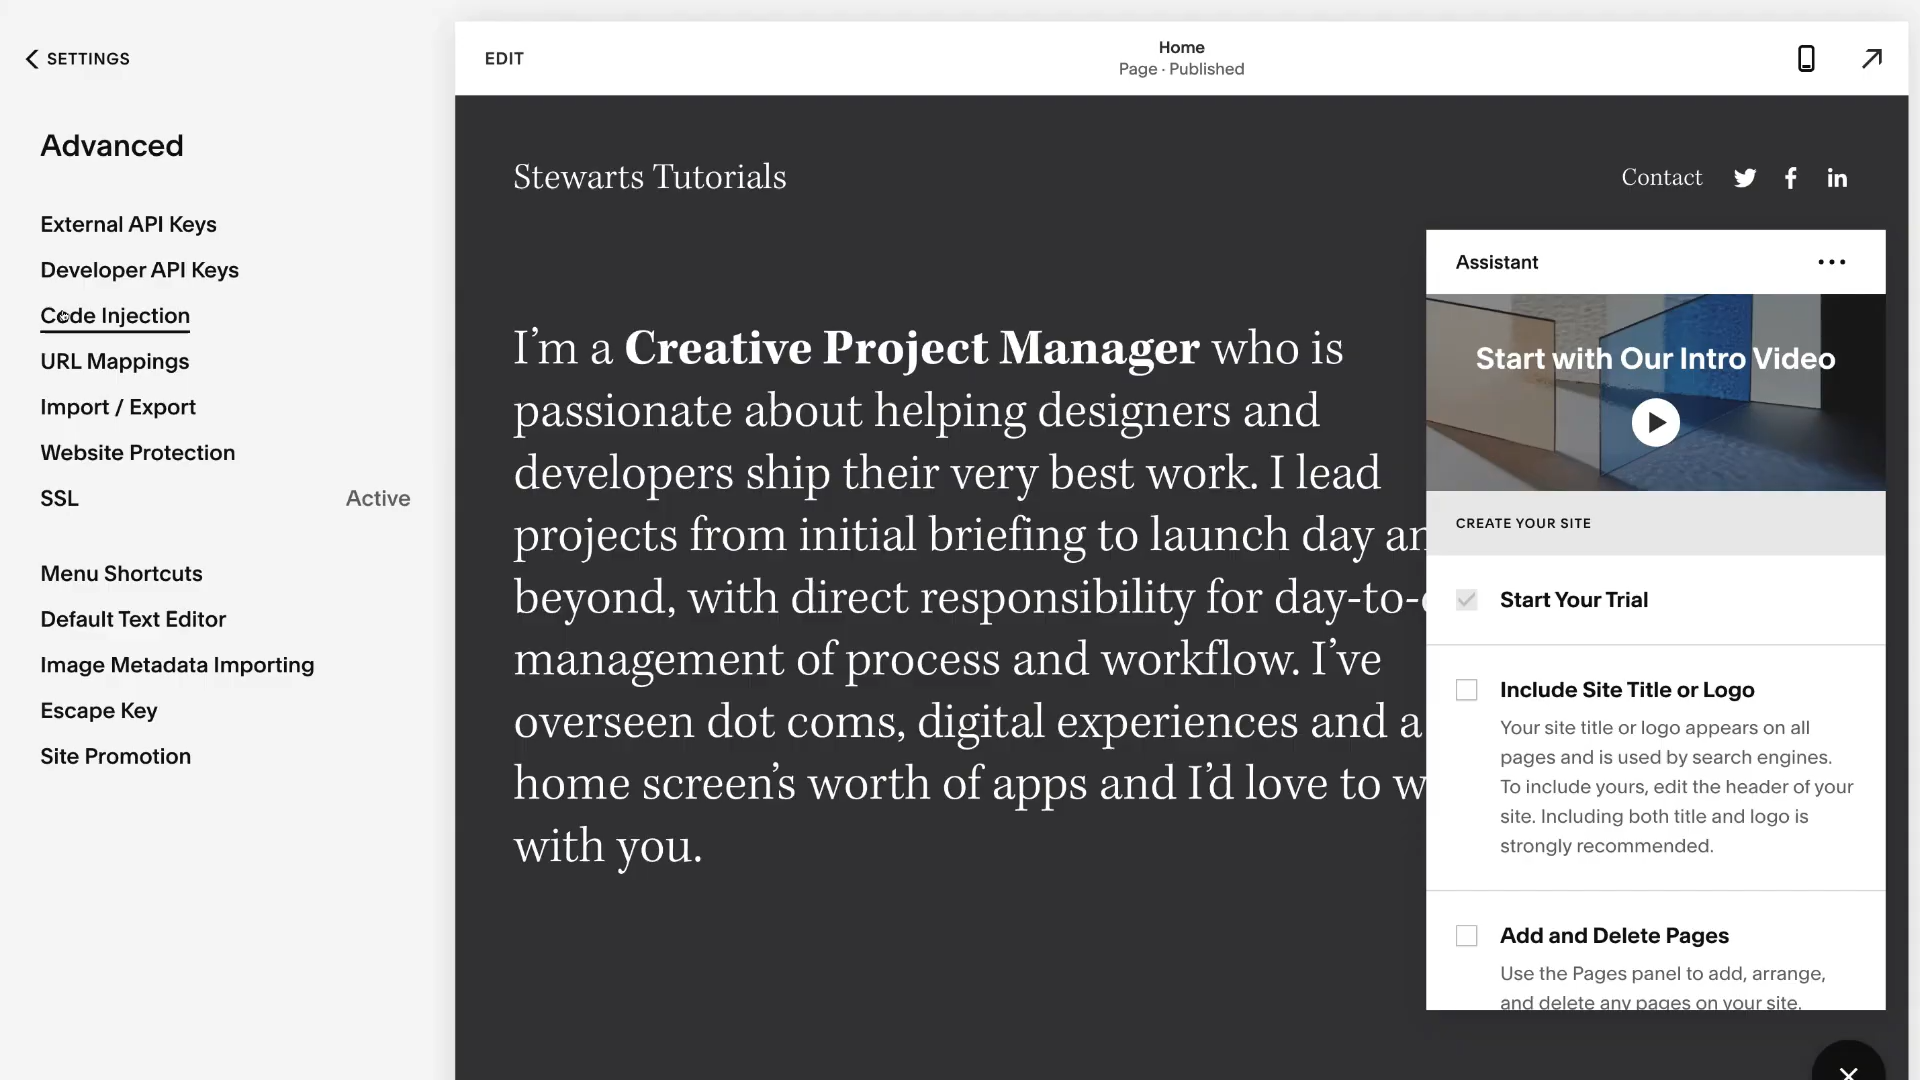 SETTINGS
Advanced
External API Keys
Developer API Keys
Code Injection
URL Mappings
Import / Export
Website Protection
SSL Active
Menu Shortcuts
Default Text Editor
Image Metadata Importing
Escape Key
Site Promotion
EDIT
Home
Page · Published
Stewarts Tutorials
Contact
I’m a Creative Project Manager who is
passionate about helping designers and
developers ship their very best work. I lead
projects from initial briefing to launch day an
beyond, with direct responsibility for day-to-
management of process and workflow. I’ve
overseen dot coms, digital experiences and a
home screen’s worth of apps and I’d love to w
with you.
Assistant
Start with Our Intro Video
CREATE YOUR SITE
Start Your Trial
Include Site Title or Logo
Your site title or logo appears on all
pages and is used by search engines.
To include yours, edit the header of your
site. Including both title and logo is
strongly recommended.
Add and Delete Pages
Use the Pages panel to add, arrange,
and delete any pages on your site.